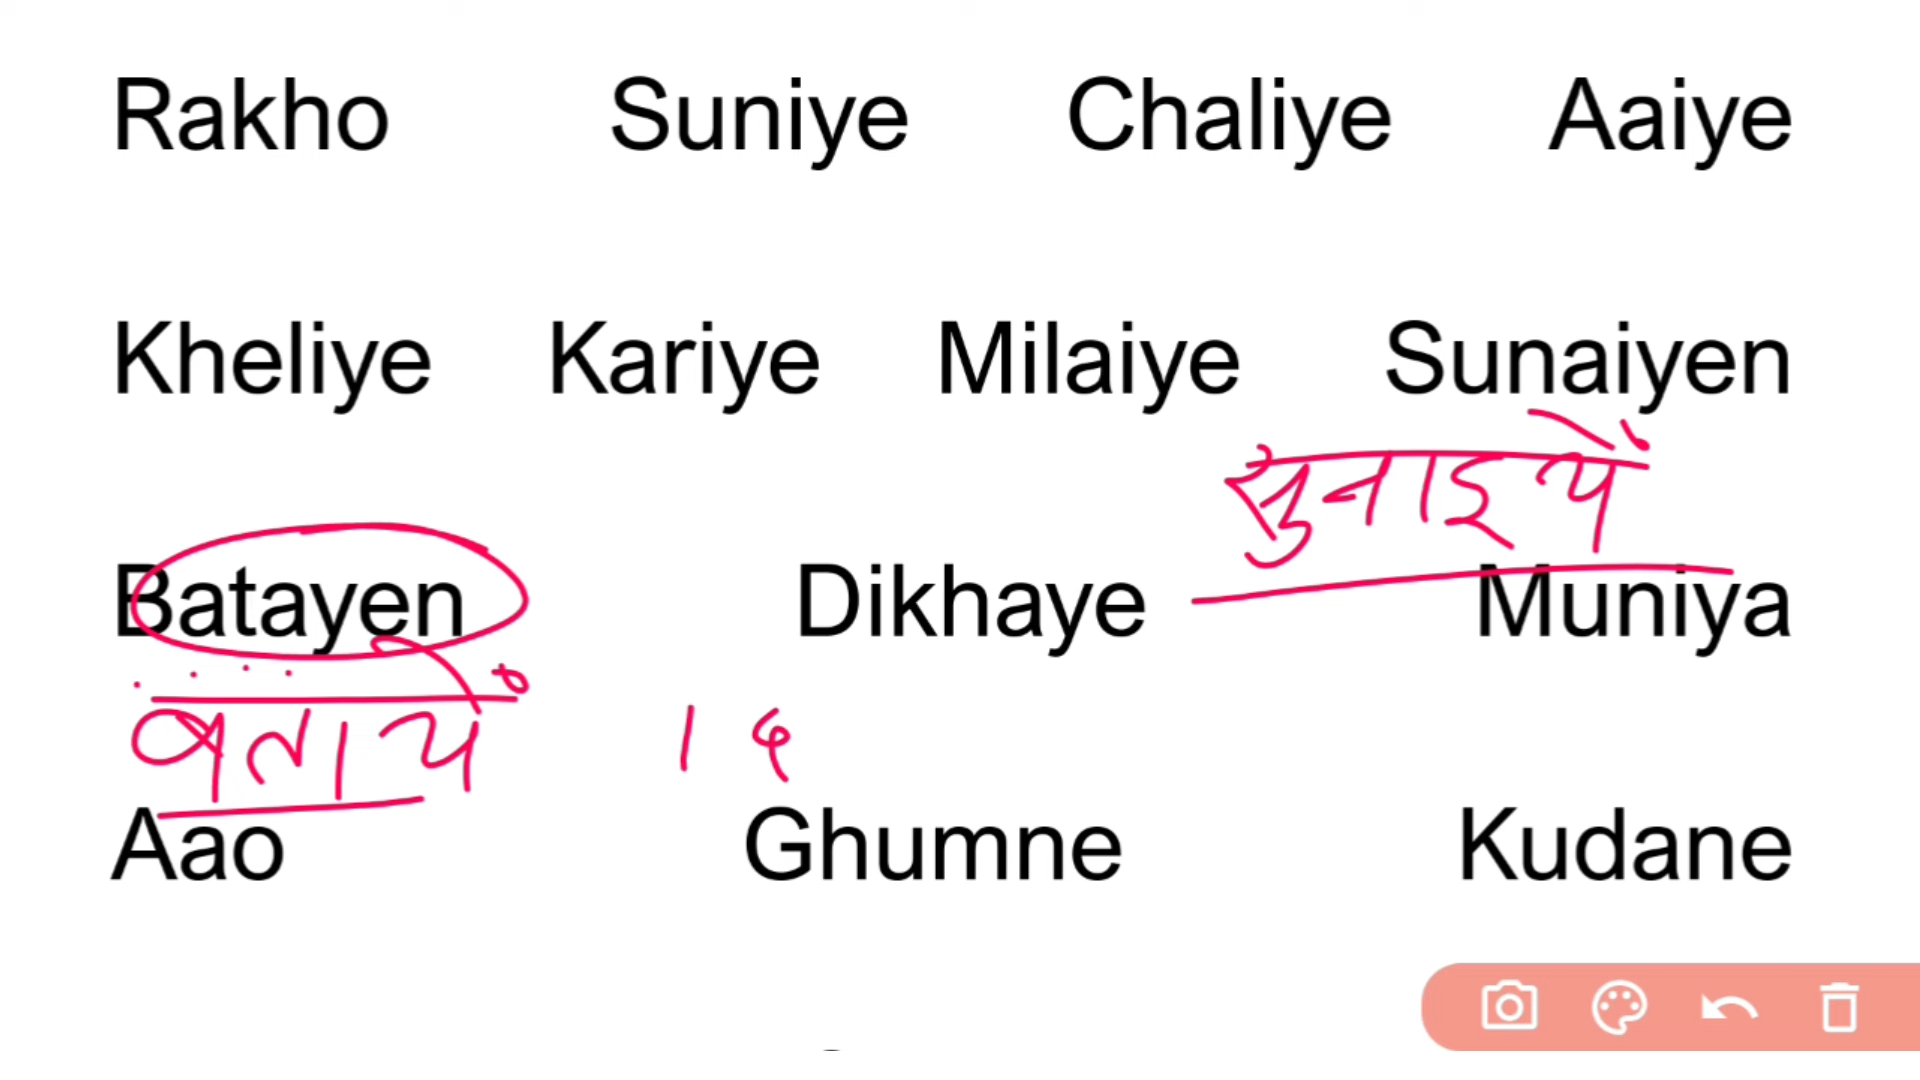 Rakho Suniye Chaliye Aaiye
Kheliye Kariye Milaiye Sunaiyen
सुनाइयें
Batayen Dikhaye Muniya
बतायें । द
Aao Ghumne Kudane